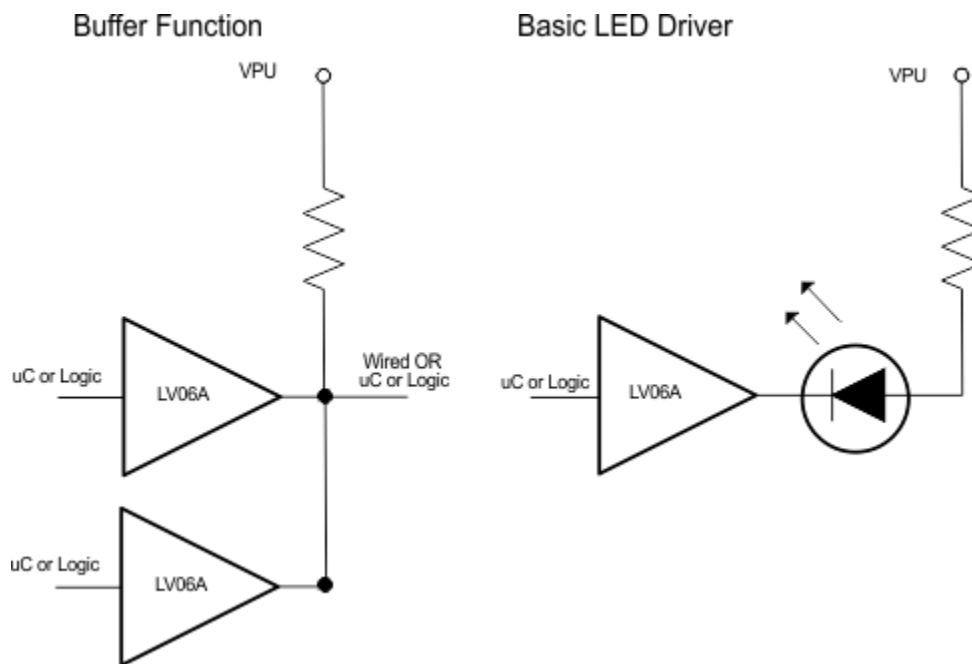 Buffer Function
Basic LED Driver
VPU
VPU
Wired OR
uC or Logic
uC or Logic
LV06A
uC or Logic
LV06A
uC or Logic
LV06A